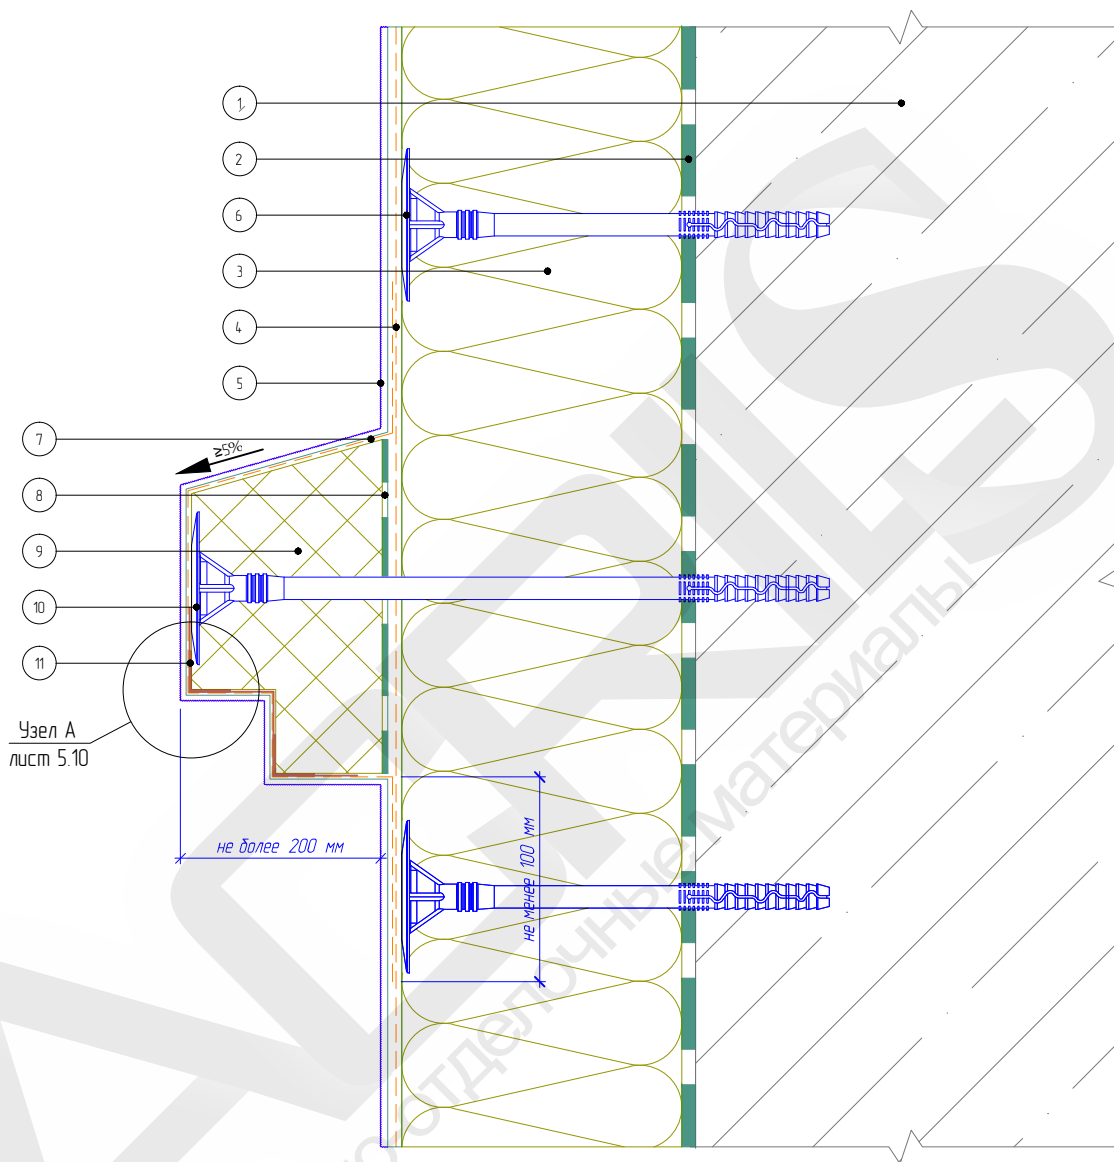 1
2
6
3
4
5
7
≥5%
8
9
10
11
Узел А
лист 5.10
не более 200 мм
не менее 100 мм
отделочные материалы